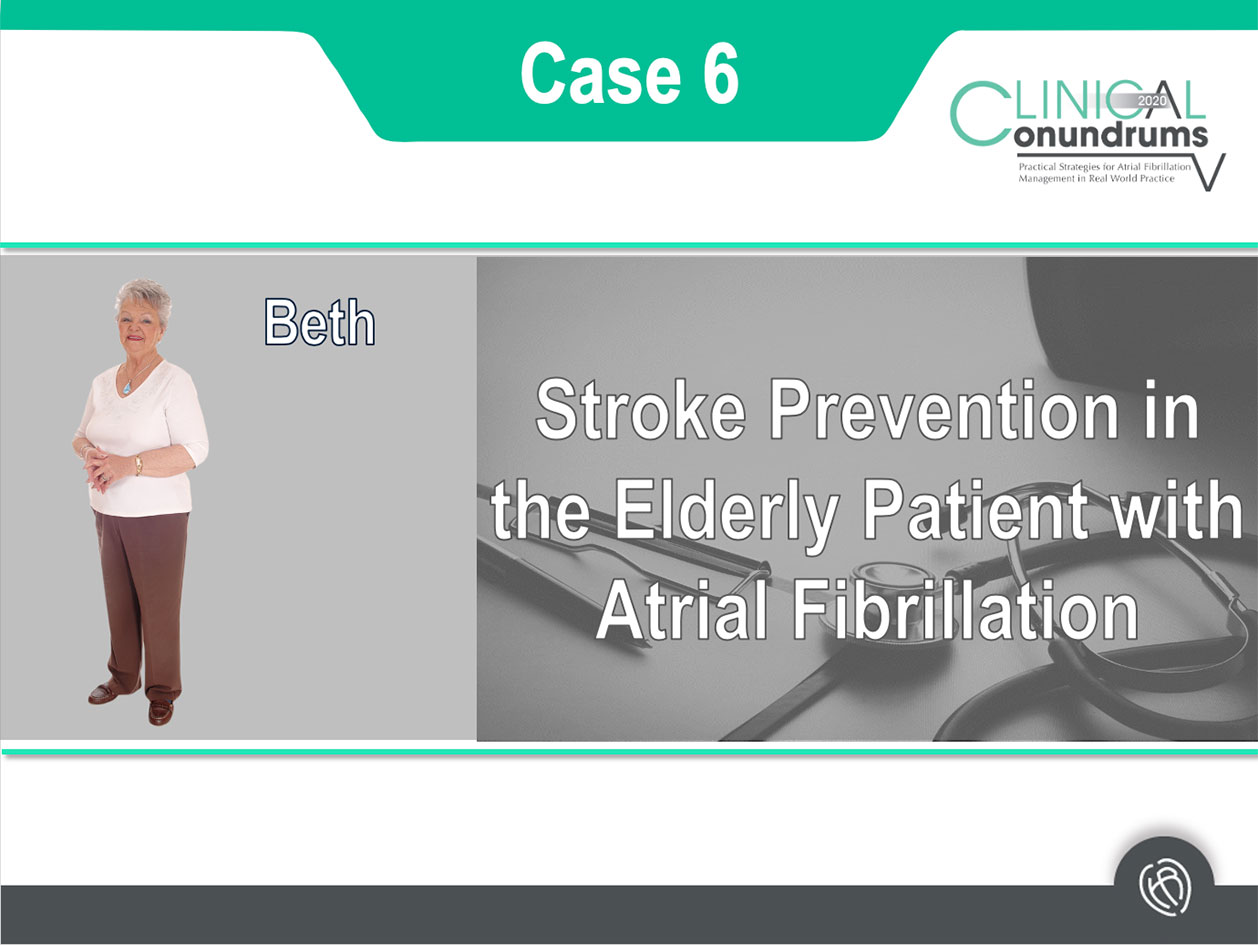 Case 6
CLINICAL
2020
Conundrums
Practical Strategies for Atrial Fibrillation
Management in Real World Practice
V
Beth
Stroke Prevention in
the Elderly Patient with
Atrial Fibrillation